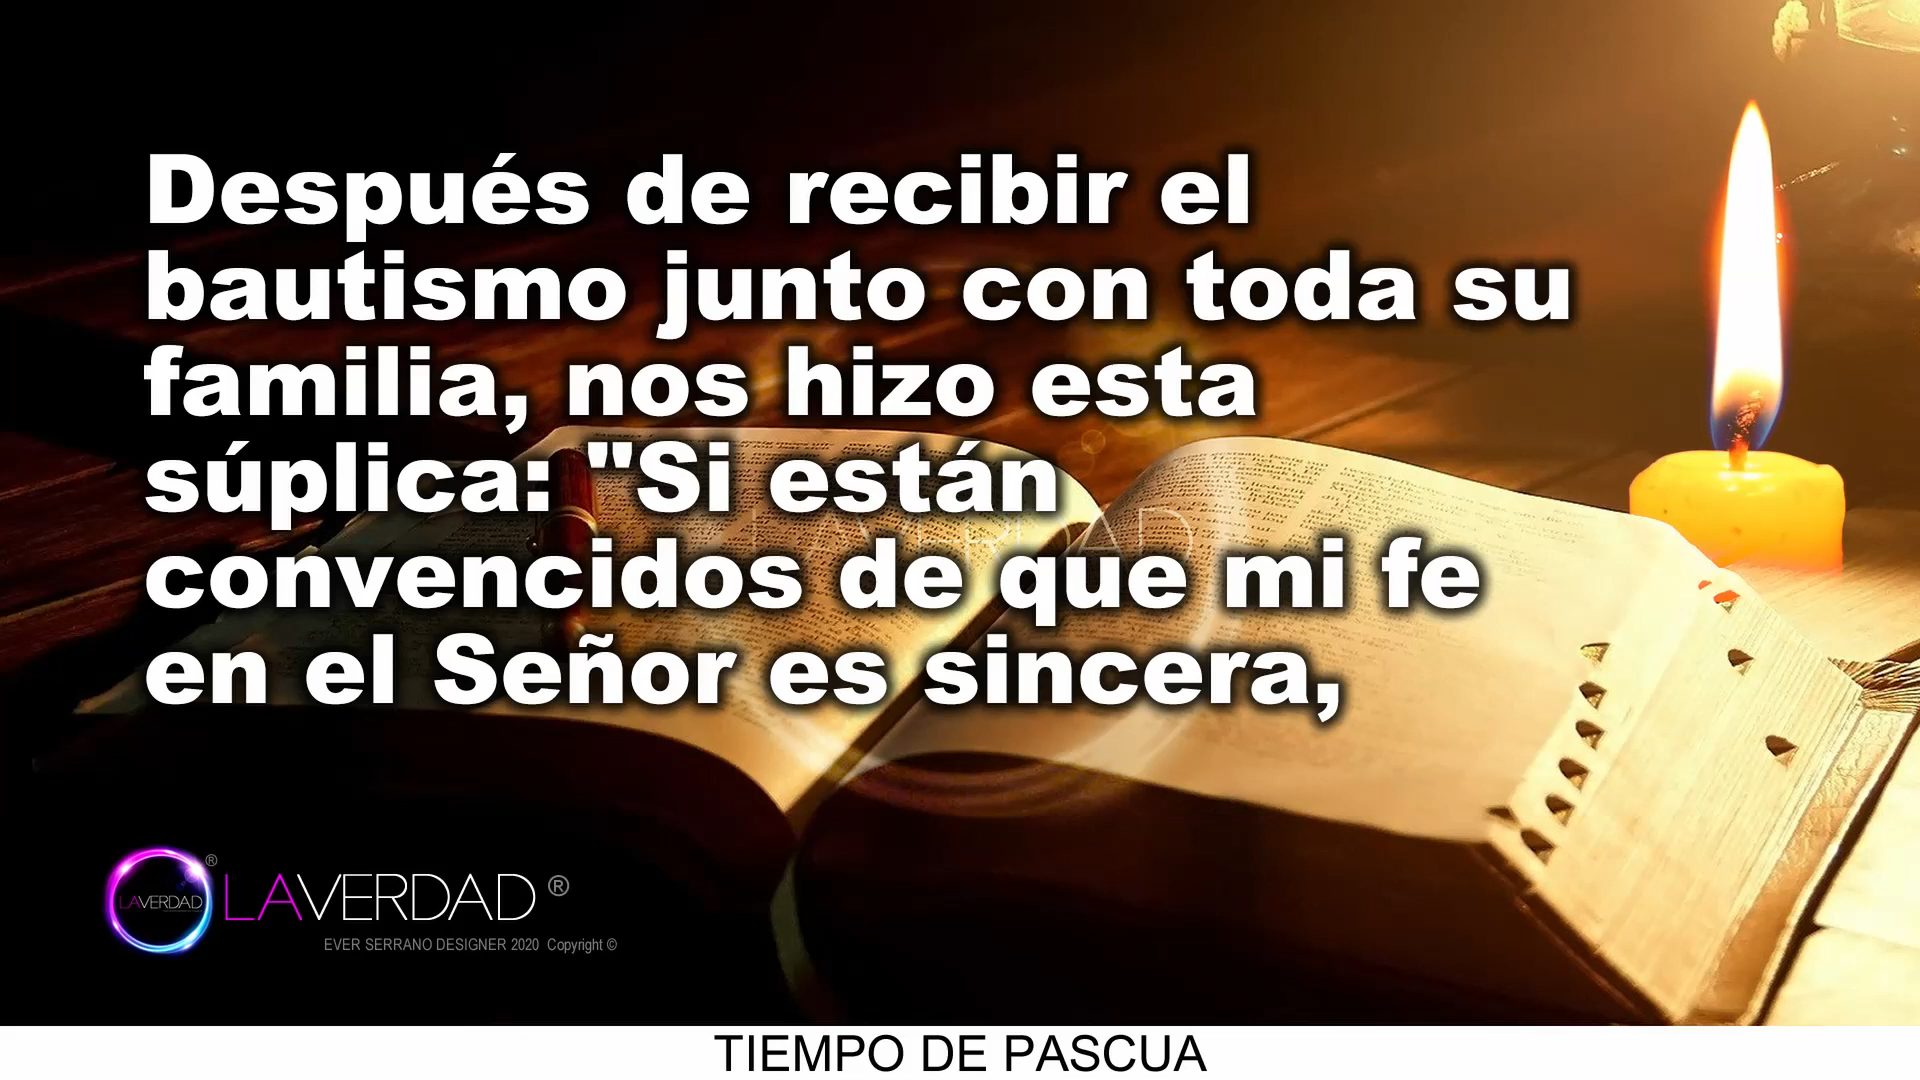 Después de recibir el
bautismo junto con toda su
familia, nos hizo esta
súplica: "Si están
convencidos de que mi fe
en el Señor es sincera,
LAVERDAD
LAVERDAD ®
LAVERDAD ®
EVER SERRANO DESIGNER 2020 Copyright ©
TIEMPO DE PASCUA